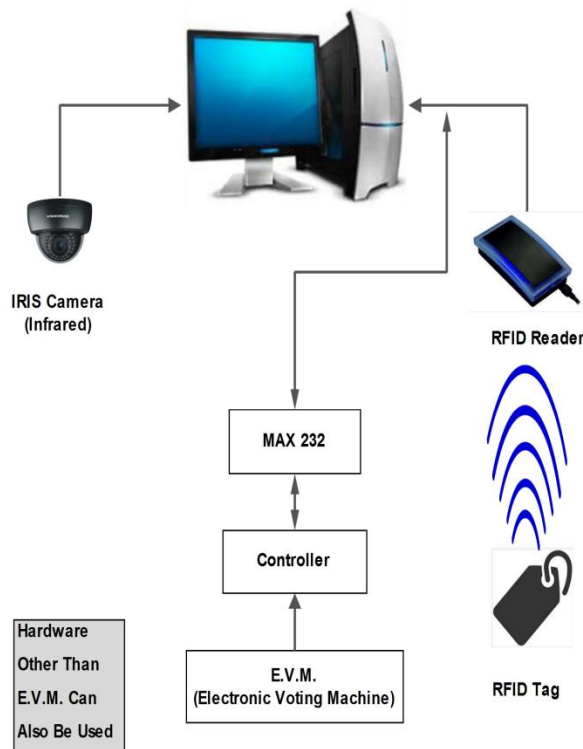 IRIS Camera
(Infrared)
RFID Reader
MAX 232
Controller
E.V.M.
(Electronic Voting Machine)
RFID Tag
Hardware
Other Than
E.V.M. Can
Also Be Used